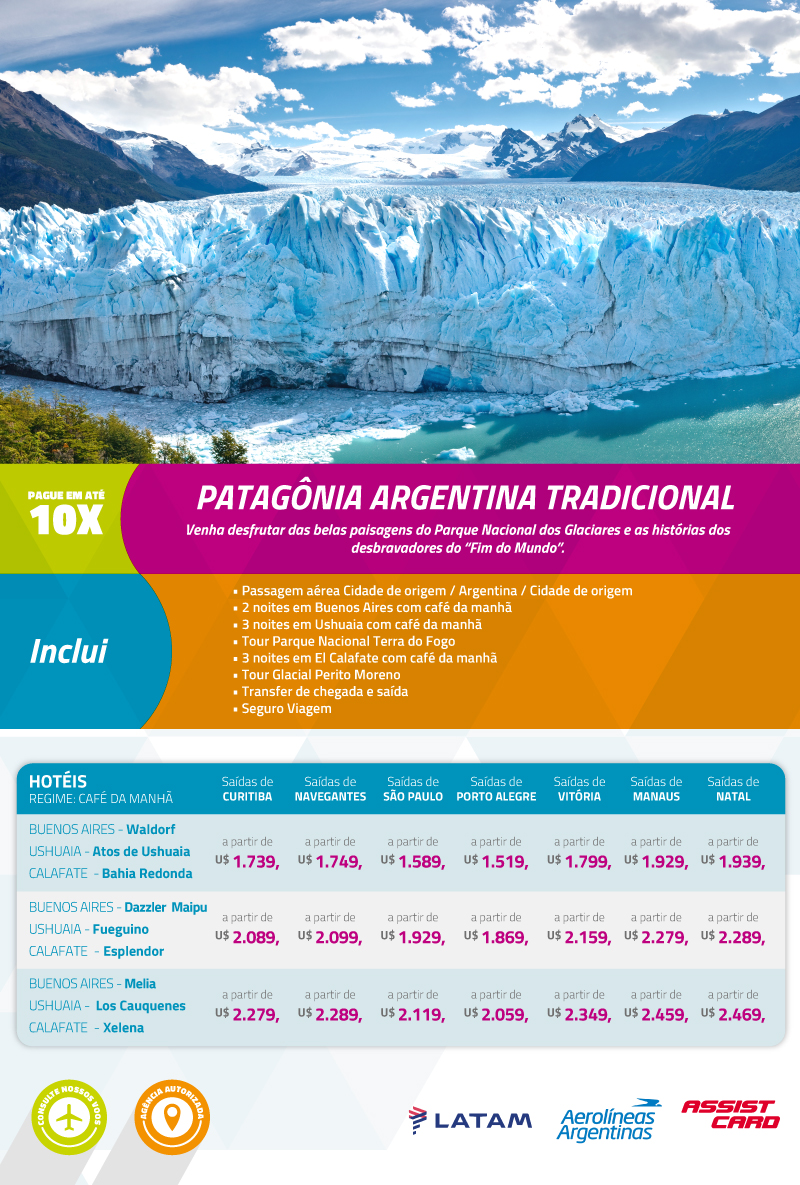 PAGUE EM ATÉ
10X
PATAGÔNIA ARGENTINA TRADICIONAL
Venha desfrutar das belas paisagens do Parque Nacional dos Glaciares e as histórias dos
desbravadores do “Fim do Mundo”.
Inclui
• Passagem aérea Cidade de origem / Argentina / Cidade de origem
• 2 noites em Buenos Aires com café da manhã
• 3 noites em Ushuaia com café da manhã
• Tour Parque Nacional Terra do Fogo
• 3 noites em El Calafate com café da manhã
• Tour Glacial Perito Moreno
• Transfer de chegada e saída
• Seguro Viagem
HOTÉIS
REGIME: CAFÉ DA MANHÃ
Saídas de CURITIBA
Saídas de NAVEGANTES
Saídas de SÃO PAULO
Saídas de PORTO ALEGRE
Saídas de VITÓRIA
Saídas de MANAUS
Saídas de NATAL
BUENOS AIRES - Waldorf
USHUAIA - Atos de Ushuaia
CALAFATE - Bahia Redonda
a partir de U$ 1.739,
a partir de U$ 1.749,
a partir de U$ 1.589,
a partir de U$ 1.519,
a partir de U$ 1.799,
a partir de U$ 1.929,
a partir de U$ 1.939,
BUENOS AIRES - Dazzler Maipu
USHUAIA - Fueguino
CALAFATE - Esplendor
a partir de U$ 2.089,
a partir de U$ 2.099,
a partir de U$ 1.929,
a partir de U$ 1.869,
a partir de U$ 2.159,
a partir de U$ 2.279,
a partir de U$ 2.289,
BUENOS AIRES - Melia
USHUAIA - Los Cauquenes
CALAFATE - Xelena
a partir de U$ 2.279,
a partir de U$ 2.289,
a partir de U$ 2.119,
a partir de U$ 2.059,
a partir de U$ 2.349,
a partir de U$ 2.459,
a partir de U$ 2.469,
CONSULTE NOSSOS VOOS
AGÊNCIA AUTORIZADA
LATAM
Aerolíneas
Argentinas
ASSIST
CARD